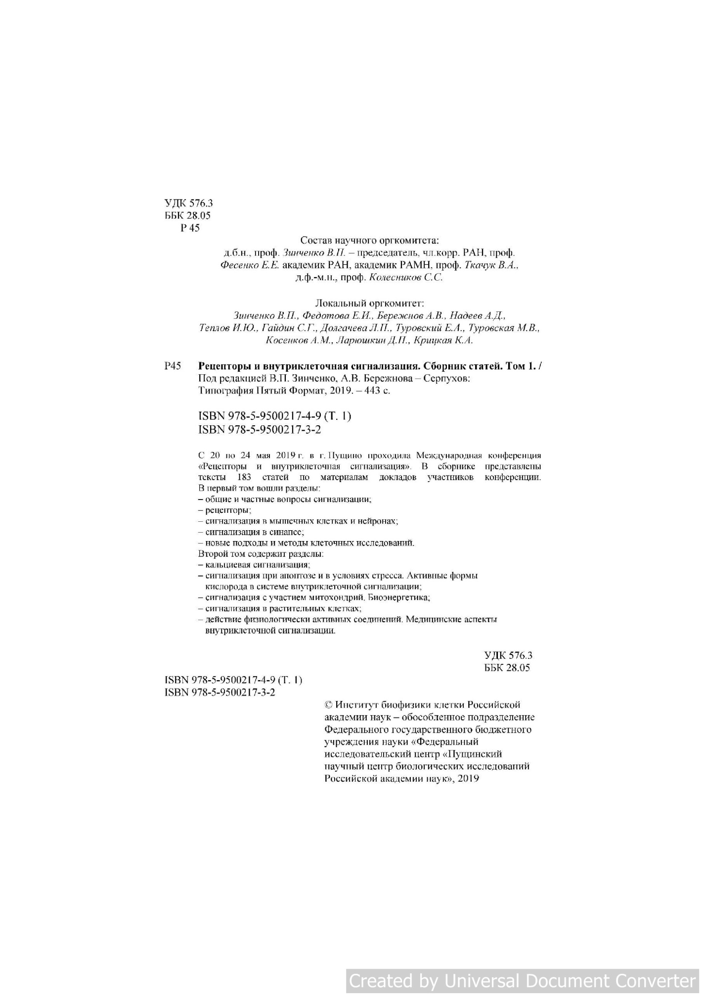 УДК 576.3
ББК 28.05
Р 45
Состав научного оргкомитета:
д.б.н., проф. Зинченко В.П. – председатель, чл.корр. РАН, проф.
Фесенко Е.Е. академик РАН, академик РАМН, проф. Ткачук В.А.,
д.ф.-м.н., проф. Колесников С.С.
Локальный оргкомитет:
Зинченко В.П., Федотова Е.И., Бережнов А.В., Надеев А.Д.,
Теплов И.Ю., Гайдин С.Г., Долгачева Л.П., Туровский Е.А., Туровская М.В.,
Косенков А.М., Ларюшкин Д.П., Крицкая К.А.
Р45 Рецепторы и внутриклеточная сигнализация. Сборник статей. Том 1. /
Под редакцией В.П. Зинченко, А.В. Бережнова – Серпухов:
Типография Пятый Формат, 2019. – 443 с.
ISBN 978-5-9500217-4-9 (Т. 1)
ISBN 978-5-9500217-3-2
С 20 по 24 мая 2019 г. в г. Пущино проходила Международная конференция
«Рецепторы и внутриклеточная сигнализация». В сборнике представлены
тексты 183 статей по материалам докладов участников конференции.
В первый том вошли разделы:
– общие и частные вопросы сигнализации;
– рецепторы;
– сигнализация в мышечных клетках и нейронах;
– сигнализация в синапсе;
– новые подходы и методы клеточных исследований.
Второй том содержит разделы:
– кальциевая сигнализация;
– сигнализация при апоптозе и в условиях стресса. Активные формы
кислорода в системе внутриклеточной сигнализации;
– сигнализация с участием митохондрий. Биоэнергетика;
– сигнализация в растительных клетках;
– действие физиологически активных соединений. Медицинские аспекты
внутриклеточной сигнализации.
УДК 576.3
ББК 28.05
ISBN 978-5-9500217-4-9 (Т. 1)
ISBN 978-5-9500217-3-2
© Институт биофизики клетки Российской
академии наук – обособленное подразделение
Федерального государственного бюджетного
учреждения науки «Федеральный
исследовательский центр «Пущинский
научный центр биологических исследований
Российской академии наук», 2019
Created by Universal Document Converter